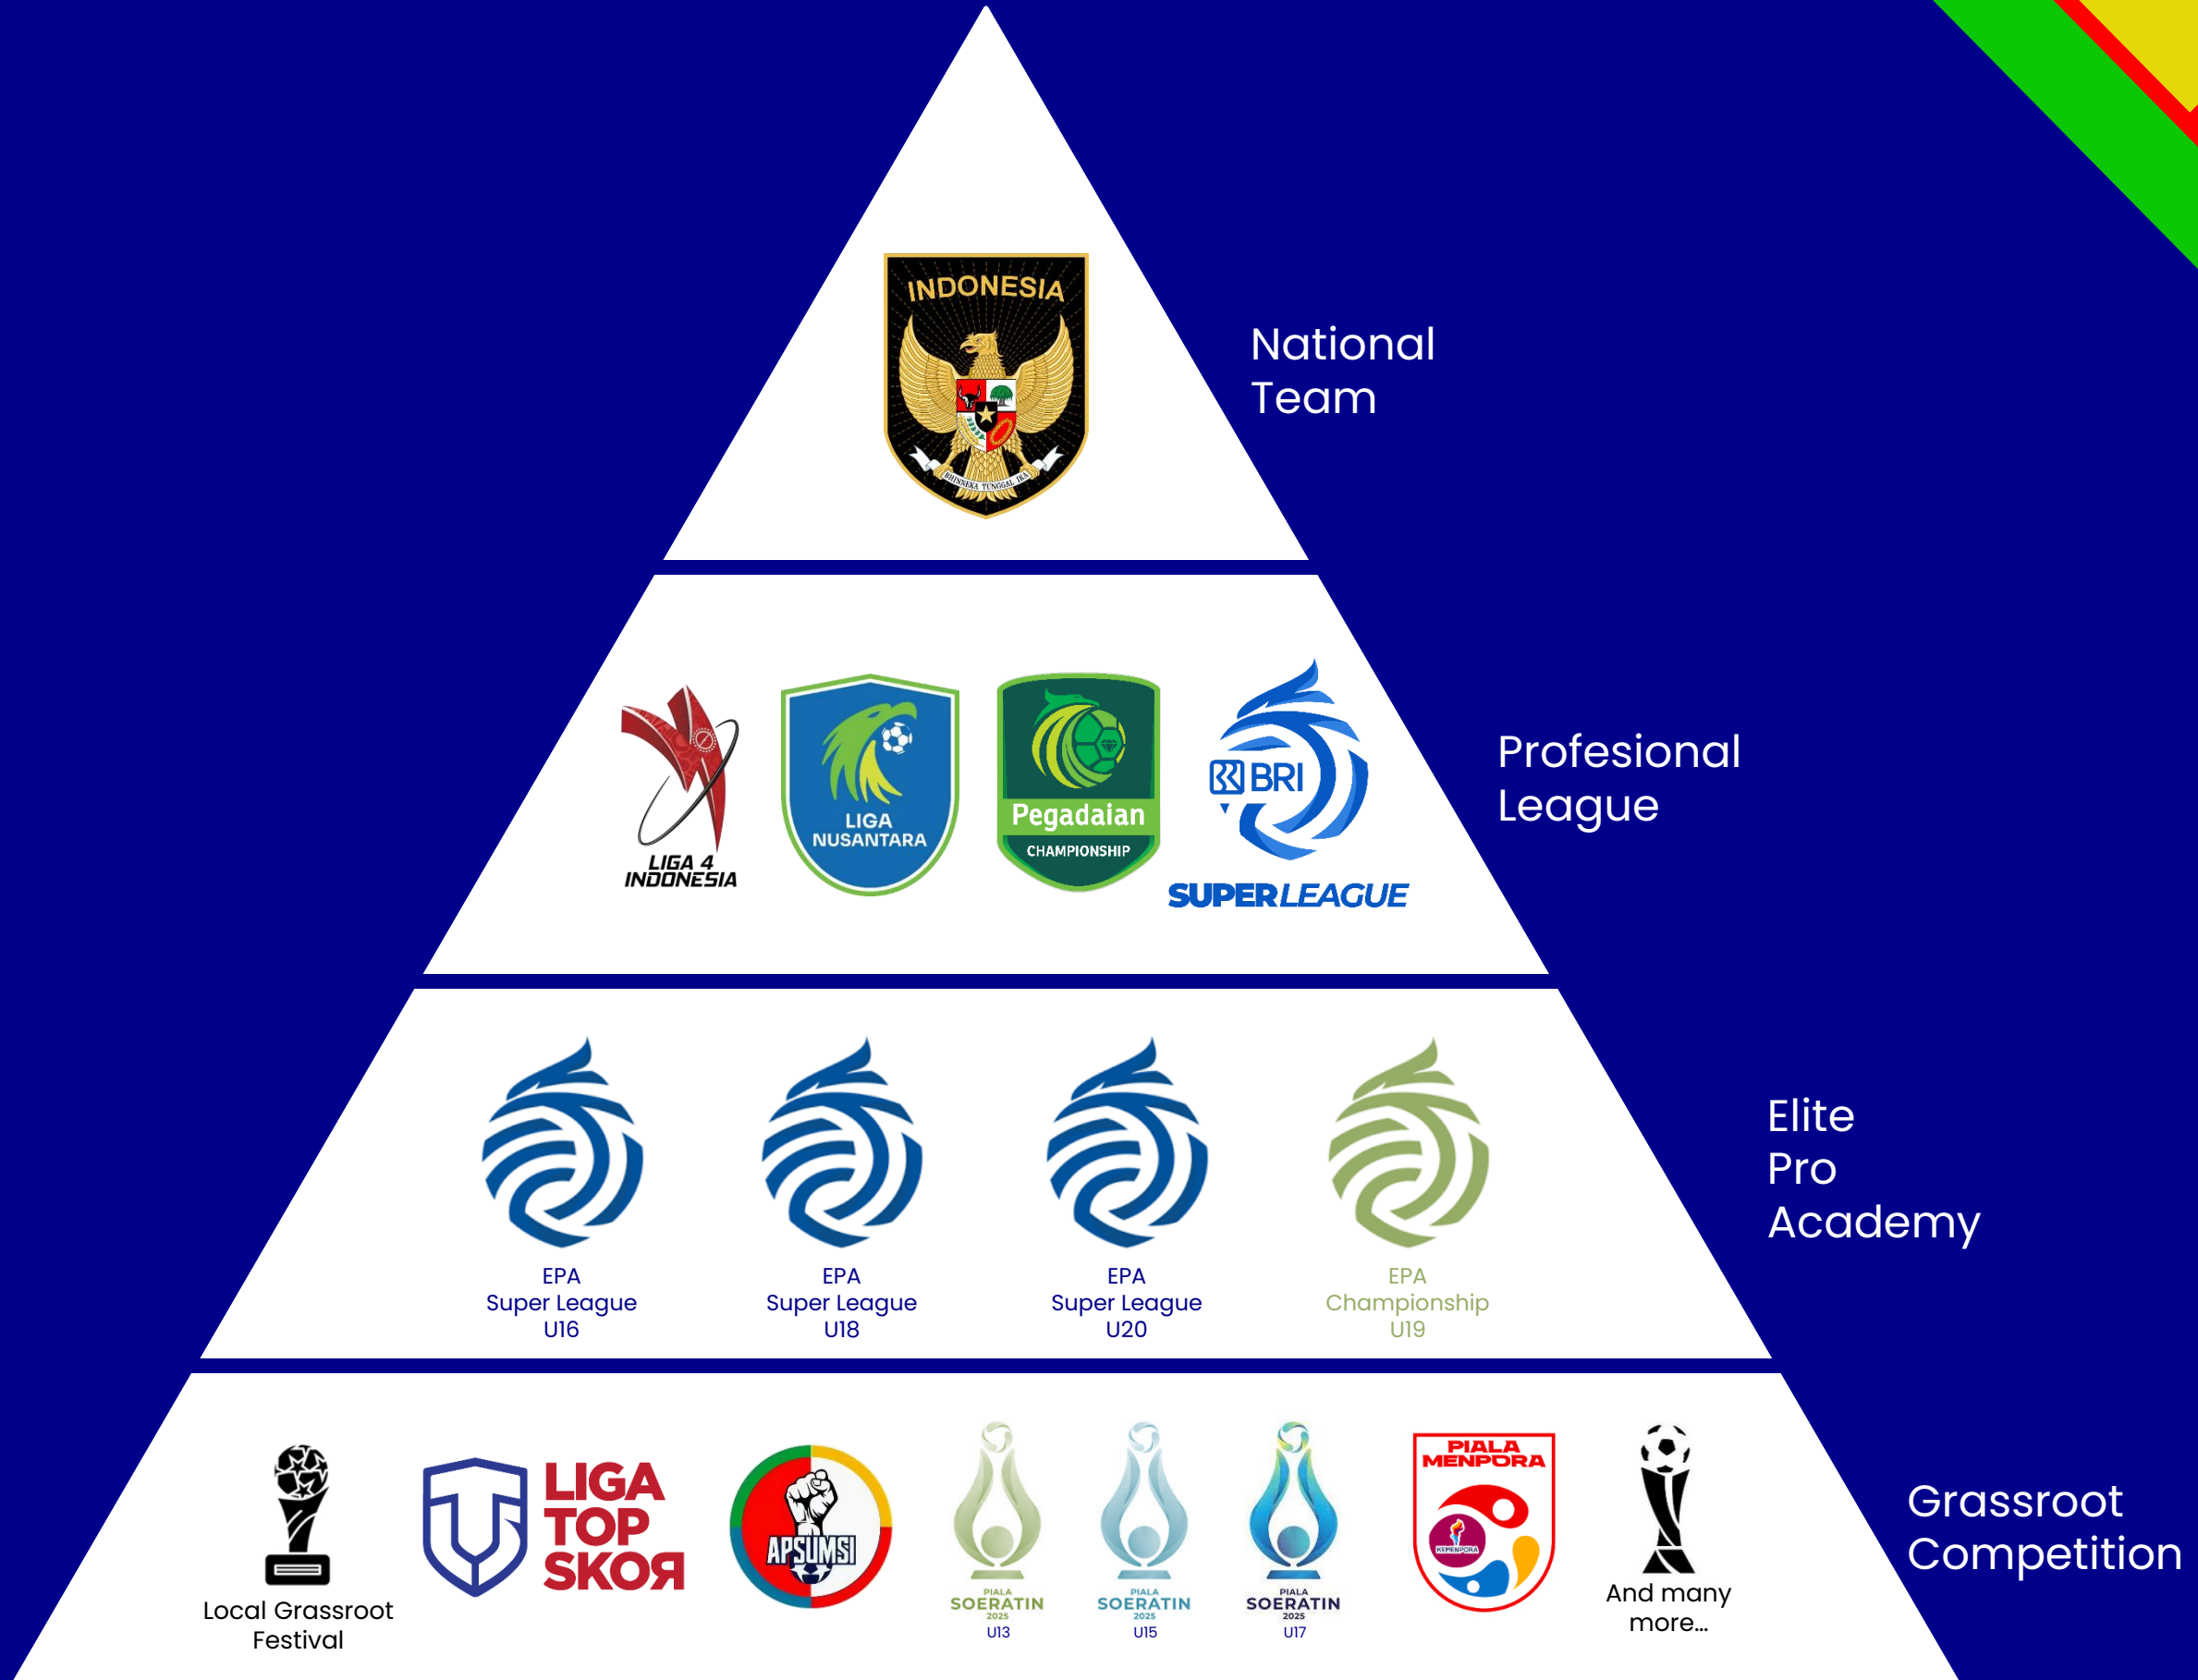 INDONESIA
BHINNEKA TUNGGAL IKA
National
Team
LIGA 4
INDONESIA
LIGA
NUSANTARA
Pegadaian
CHAMPIONSHIP
BRI
SUPER LEAGUE
Profesional
League
EPA
Super League
U16
EPA
Super League
U18
EPA
Super League
U20
EPA
Championship
U19
Elite
Pro
Academy
Local Grassroot
Festival
LIGA
TOP
SKOR
APSUMSI
PIALA
SOERATIN
2025
U13
PIALA
SOERATIN
2025
U15
PIALA
SOERATIN
2025
U17
PIALA
MENPORA
KEMENPORA
And many
more...
Grassroot
Competition